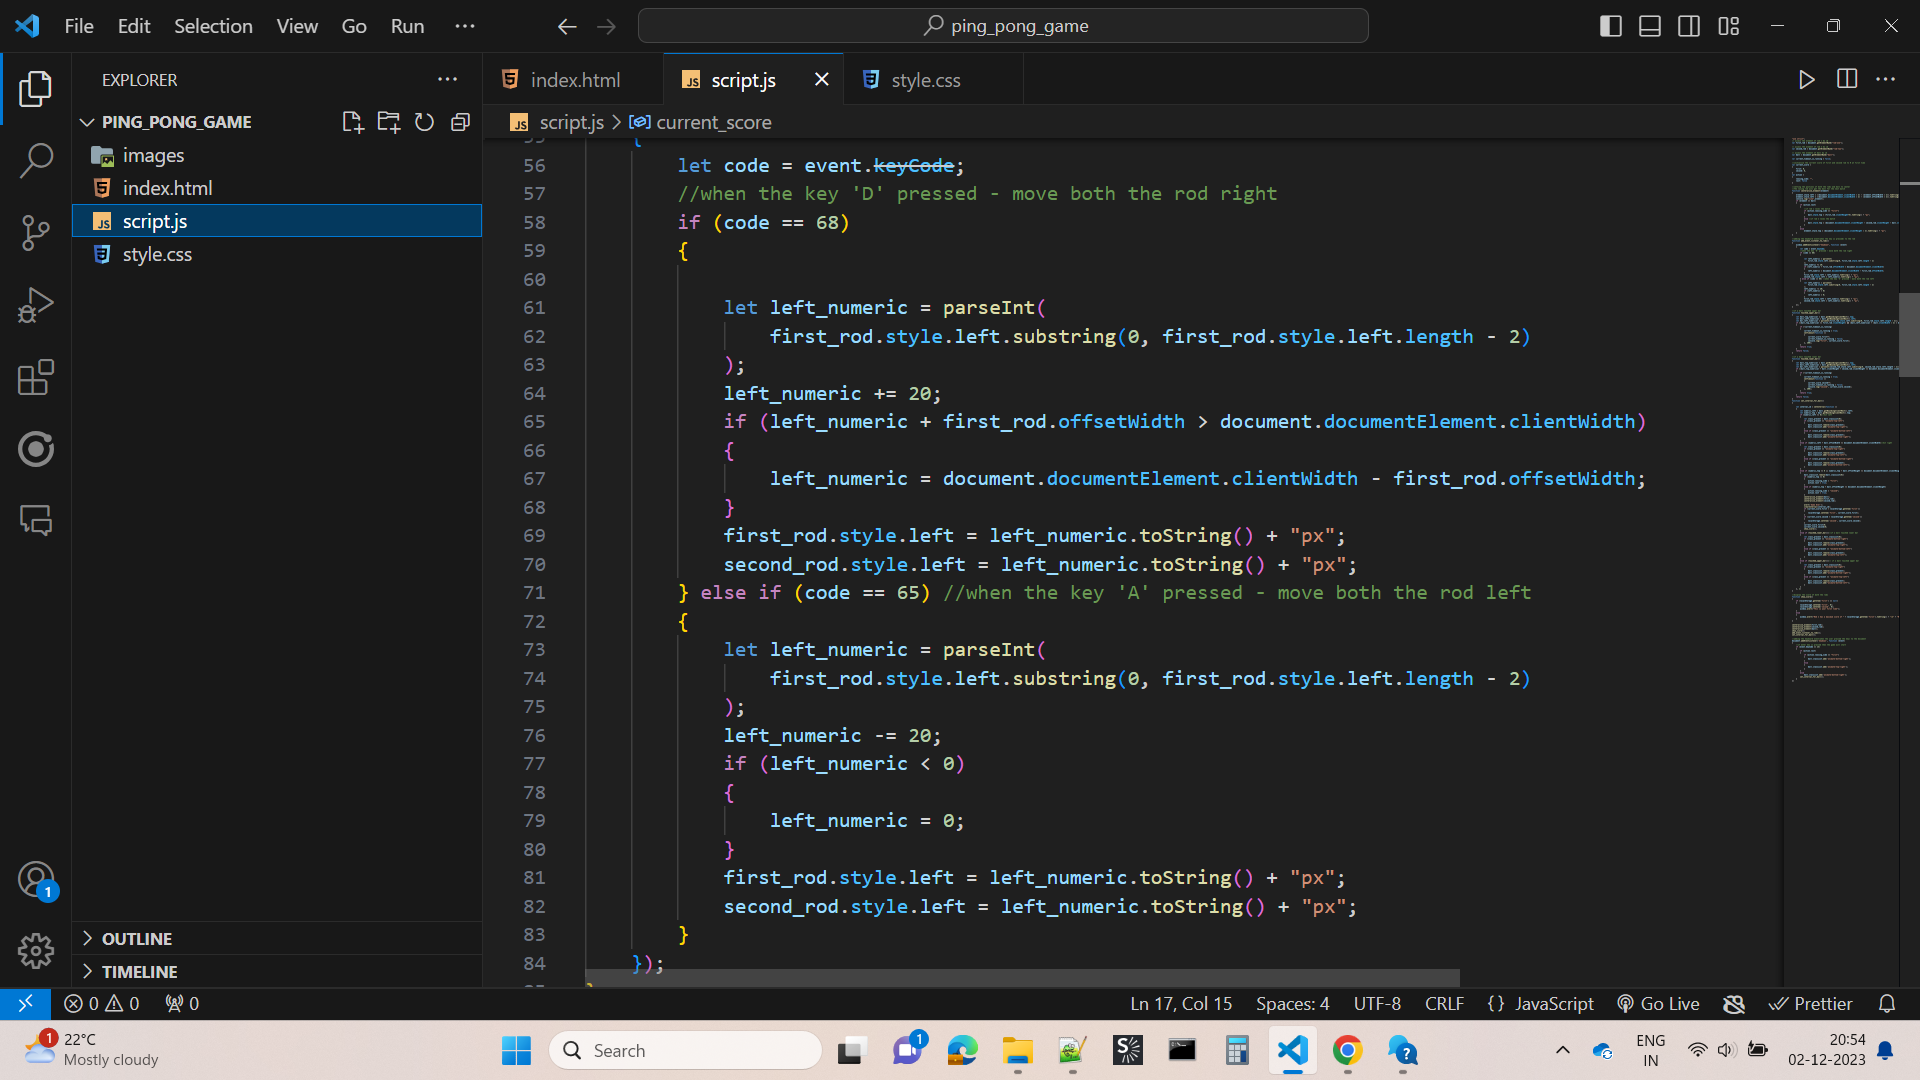 File Edit Selection View Go Run ···
ping_pong_game
EXPLORER
PING_PONG_GAME
images
index.html
script.js
style.css
OUTLINE
TIMELINE
1
index.html script.js style.css
script.js > current_score
56 let code = event.keyCode;
57 //when the key 'D' pressed - move both the rod right
58 if (code == 68)
59 {
60
61 let left_numeric = parseInt(
62 first_rod.style.left.substring(0, first_rod.style.left.length - 2)
63 );
64 left_numeric += 20;
65 if (left_numeric + first_rod.offsetWidth > document.documentElement.clientWidth)
66 {
67 left_numeric = document.documentElement.clientWidth - first_rod.offsetWidth;
68 }
69 first_rod.style.left = left_numeric.toString() + "px";
70 second_rod.style.left = left_numeric.toString() + "px";
71 } else if (code == 65) //when the key 'A' pressed - move both the rod left
72 {
73 let left_numeric = parseInt(
74 first_rod.style.left.substring(0, first_rod.style.left.length - 2)
75 );
76 left_numeric -= 20;
77 if (left_numeric < 0)
78 {
79 left_numeric = 0;
80 }
81 first_rod.style.left = left_numeric.toString() + "px";
82 second_rod.style.left = left_numeric.toString() + "px";
83 }
84 });
0 0 0 Ln 17, Col 15 Spaces: 4 UTF-8 CRLF {} JavaScript Go Live Prettier
1 22°C
Mostly cloudy
Search
1
ENG
IN
20:54
02-12-2023